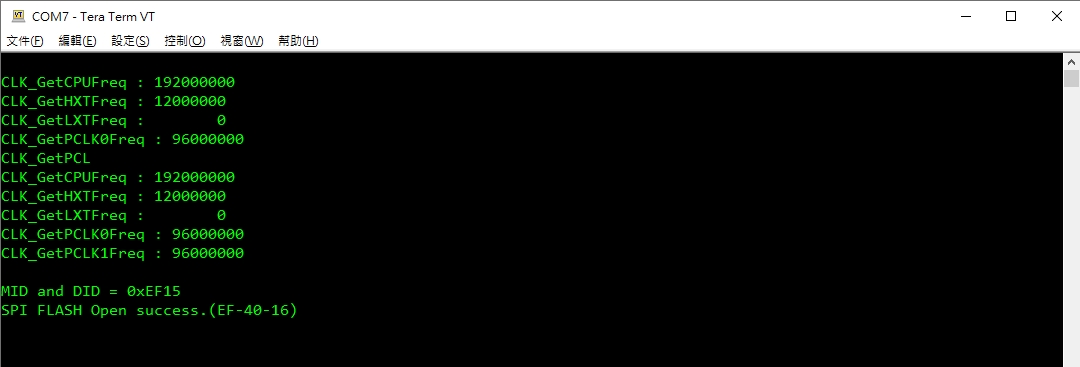 VT COM7 - Tera Term VT
文件(F) 編輯(E) 設定(S) 控制(O) 視窗(W) 幫助(H)
CLK_GetCPUFreq : 192000000
CLK_GetHXTFreq : 12000000
CLK_GetLXTFreq :        0
CLK_GetPCLK0Freq : 96000000
CLK_GetPCL
CLK_GetCPUFreq : 192000000
CLK_GetHXTFreq : 12000000
CLK_GetLXTFreq :        0
CLK_GetPCLK0Freq : 96000000
CLK_GetPCLK1Freq : 96000000
MID and DID = 0xEF15
SPI FLASH Open success.(EF-40-16)